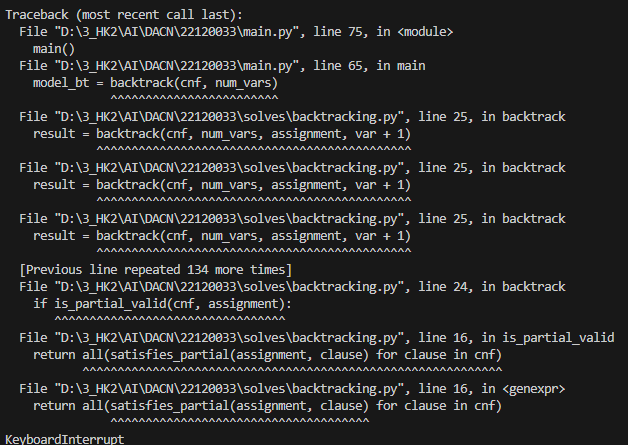 Traceback (most recent call last):
  File "D:\3_HK2\AI\DACN\22120033\main.py", line 75, in <module>
    main()
  File "D:\3_HK2\AI\DACN\22120033\main.py", line 65, in main
    model_bt = backtrack(cnf, num_vars)
               ^^^^^^^^^^^^^^^^^^^^^^^^
  File "D:\3_HK2\AI\DACN\22120033\solves\backtracking.py", line 25, in backtrack
    result = backtrack(cnf, num_vars, assignment, var + 1)
             ^^^^^^^^^^^^^^^^^^^^^^^^^^^^^^^^^^^^^^^^^^^^^
  File "D:\3_HK2\AI\DACN\22120033\solves\backtracking.py", line 25, in backtrack
    result = backtrack(cnf, num_vars, assignment, var + 1)
             ^^^^^^^^^^^^^^^^^^^^^^^^^^^^^^^^^^^^^^^^^^^^^
  File "D:\3_HK2\AI\DACN\22120033\solves\backtracking.py", line 25, in backtrack
    result = backtrack(cnf, num_vars, assignment, var + 1)
             ^^^^^^^^^^^^^^^^^^^^^^^^^^^^^^^^^^^^^^^^^^^^^
  [Previous line repeated 134 more times]
  File "D:\3_HK2\AI\DACN\22120033\solves\backtracking.py", line 24, in backtrack
    if is_partial_valid(cnf, assignment):
       ^^^^^^^^^^^^^^^^^^^^^^^^^^^^^^^^^
  File "D:\3_HK2\AI\DACN\22120033\solves\backtracking.py", line 16, in is_partial_valid
    return all(satisfies_partial(assignment, clause) for clause in cnf)
           ^^^^^^^^^^^^^^^^^^^^^^^^^^^^^^^^^^^^^^^^^^^^^^^^^^^^^^^^^^^^
  File "D:\3_HK2\AI\DACN\22120033\solves\backtracking.py", line 16, in <genexpr>
    return all(satisfies_partial(assignment, clause) for clause in cnf)
               ^^^^^^^^^^^^^^^^^^^^^^^^^^^^^^^^^^^^^
KeyboardInterrupt